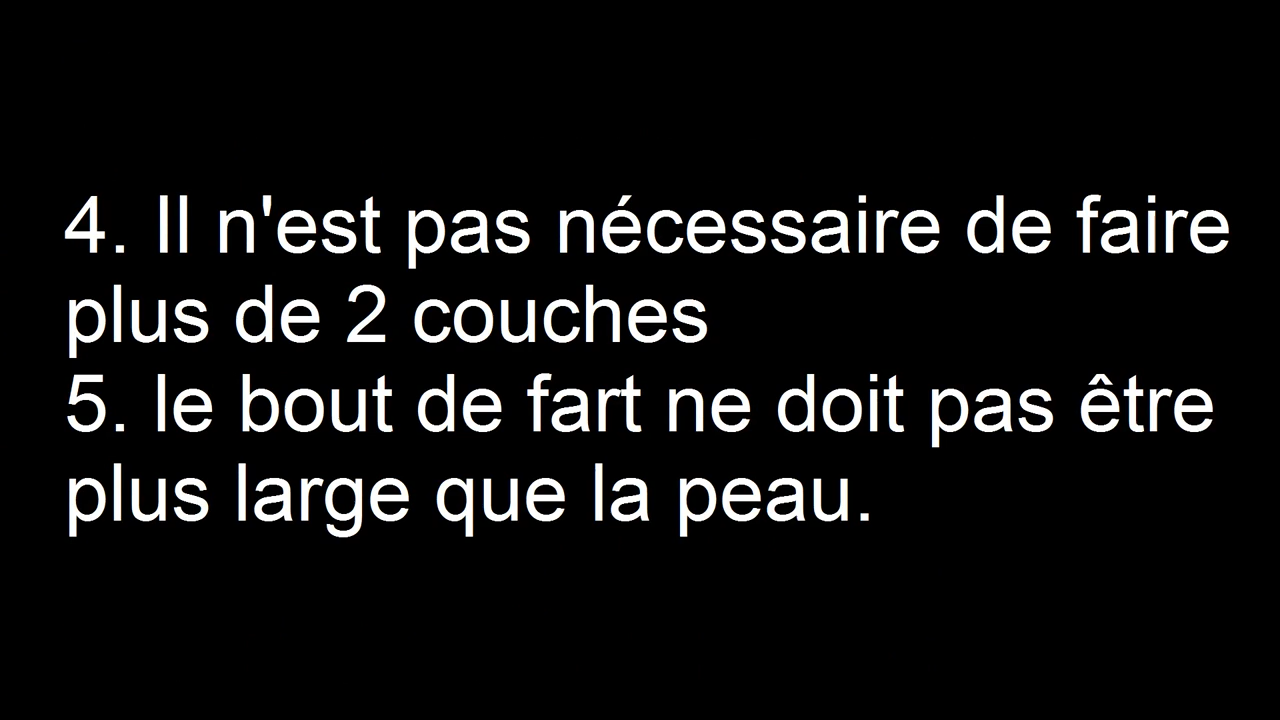 4. Il n'est pas nécessaire de faire
plus de 2 couches
5. le bout de fart ne doit pas être
plus large que la peau.